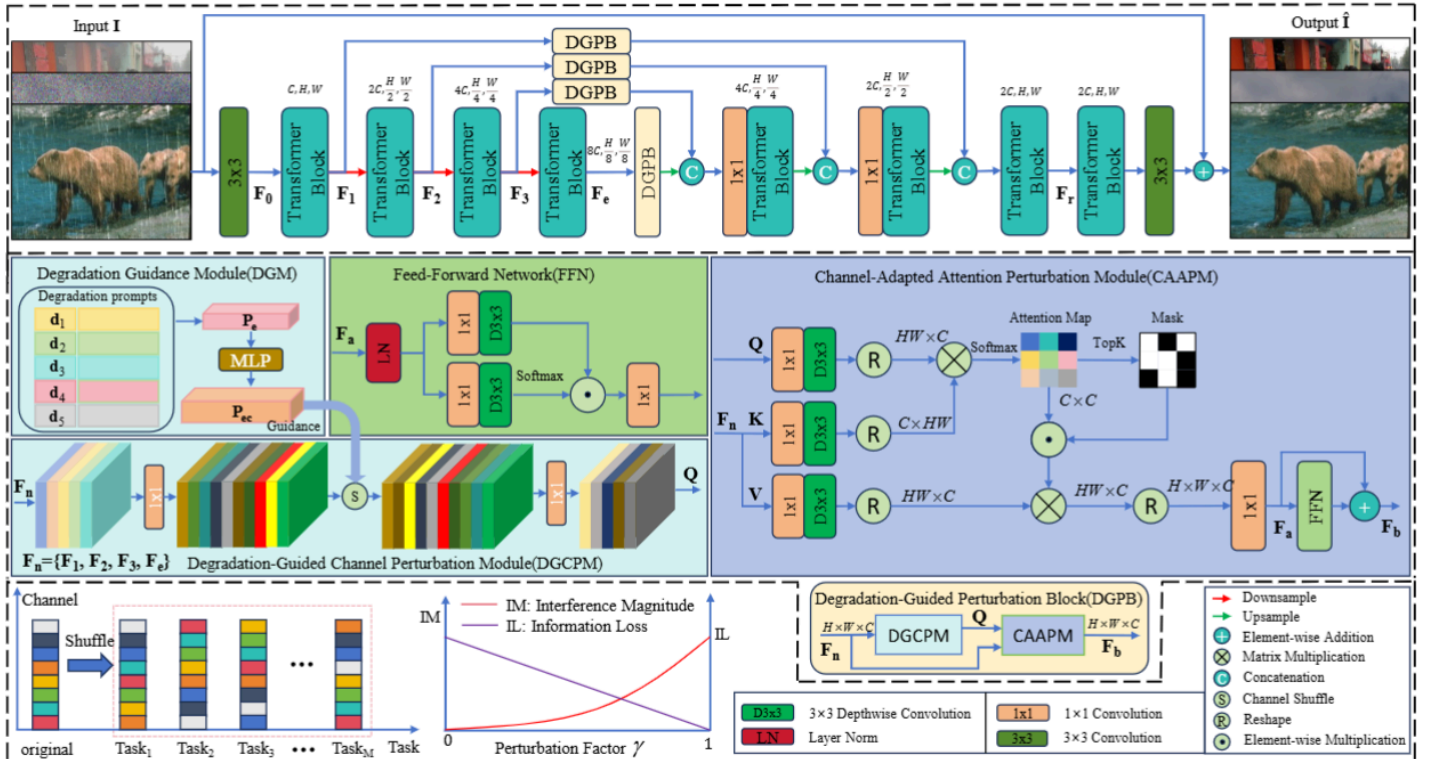 Input I
Output Î
DGPB
DGPB
DGPB
C,H,W
2C, H/2, W/2
4C, H/4, W/4
8C, H/8, W/8
4C, H/4, W/4
2C, H/2, W/2
2C,H,W
2C,H,W
3×3
F0
Transformer Block
F1
Transformer Block
F2
Transformer Block
F3
Transformer Block
Fe
DGPB
C
1x1
Transformer Block
C
1x1
Transformer Block
C
Transformer Block
Fr
Transformer Block
3×3
+
Degradation Guidance Module(DGM)
Degradation prompts
d1
d2
d3
d4
d5
Pe
MLP
Pec
Guidance
Feed-Forward Network(FFN)
Fa
LN
1x1
D3x3
1x1
D3x3
Softmax
1x1
Channel-Adapted Attention Perturbation Module(CAAPM)
Q
1x1
D3x3
R
HW×C
Softmax
Attention Map
TopK
Mask
C×C
Fn
K
1x1
D3x3
R
C×HW
V
1x1
D3x3
R
HW×C
HW×C
R
H×W×C
1x1
Fa
FFN
+
Fb
Fn
1x1
S
1x1
Q
Fn={F1, F2, F3, Fe}
Degradation-Guided Channel Perturbation Module(DGCPM)
Channel
Shuffle
original
Task1
Task2
Task3
TaskM
Task
IM
IM: Interference Magnitude
IL: Information Loss
IL
0
Perturbation Factor γ
1
Degradation-Guided Perturbation Block(DGPB)
H×W×C
Fn
DGCPM
Q
CAAPM
H×W×C
Fb
D3x3 3×3 Depthwise Convolution
LN Layer Norm
1x1 1×1 Convolution
3x3 3×3 Convolution
Downsample
Upsample
+ Element-wise Addition
Matrix Multiplication
C Concatenation
S Channel Shuffle
R Reshape
Element-wise Multiplication